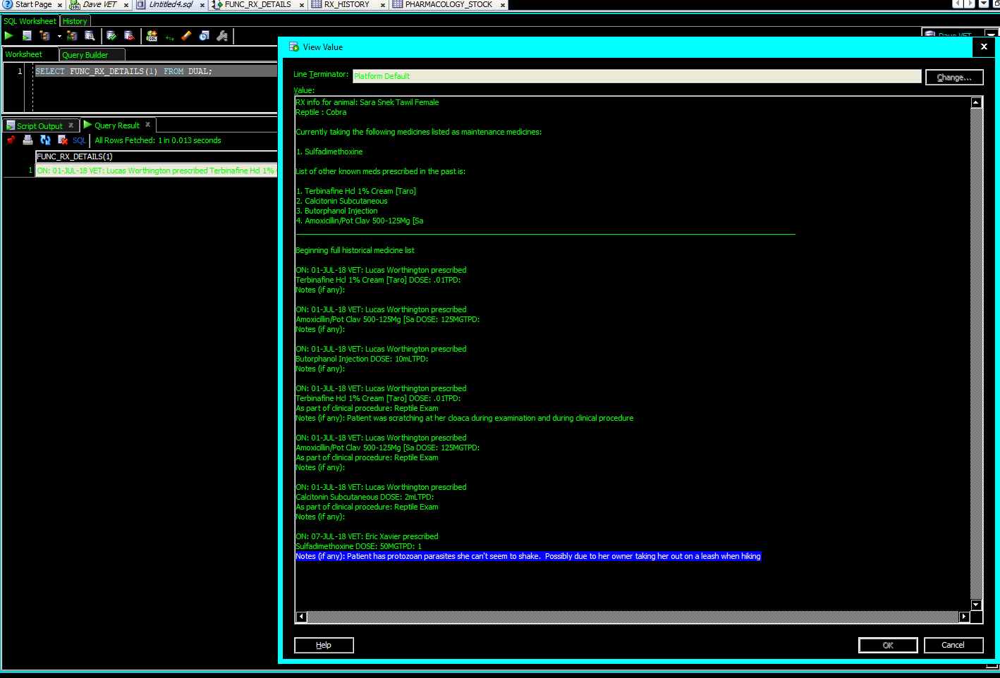 Start Page
Dave VET
Untitled4.sql
FUNC_RX_DETAILS
RX_HISTORY
PHARMACOLOGY_STOCK
SQL Worksheet
History
Dave VET
Worksheet
Query Builder
1
SELECT FUNC_RX_DETAILS(1) FROM DUAL;
Script Output
Query Result
SQL
All Rows Fetched: 1 in 0.013 seconds
FUNC_RX_DETAILS(1)
1 ON: 01-JUL-18 VET: Lucas Worthington prescribed Terbinafine Hcl 1%
View Value
Line Terminator:
Platform Default
Change...
Value:
RX info for animal: Sara Snek Tawil Female
Reptile : Cobra
Currently taking the following medicines listed as maintenance medicines:
1. Sulfadimethoxine
List of other known meds prescribed in the past is:
1. Terbinafine Hcl 1% Cream [Taro]
2. Calcitonin Subcutaneous
3. Butorphanol Injection
4. Amoxicillin/Pot Clav 500-125Mg [Sa
Beginning full historical medicine list
ON: 01-JUL-18 VET: Lucas Worthington prescribed
Terbinafine Hcl 1% Cream [Taro] DOSE: .01TPD:
Notes (if any):
ON: 01-JUL-18 VET: Lucas Worthington prescribed
Amoxicillin/Pot Clav 500-125Mg [Sa DOSE: 125MGTPD:
Notes (if any):
ON: 01-JUL-18 VET: Lucas Worthington prescribed
Butorphanol Injection DOSE: 10mLTPD:
Notes (if any):
ON: 01-JUL-18 VET: Lucas Worthington prescribed
Terbinafine Hcl 1% Cream [Taro] DOSE: .01TPD:
As part of clinical procedure: Reptile Exam
Notes (if any): Patient was scratching at her cloaca during examination and during clinical procedure
ON: 01-JUL-18 VET: Lucas Worthington prescribed
Amoxicillin/Pot Clav 500-125Mg [Sa DOSE: 125MGTPD:
As part of clinical procedure: Reptile Exam
Notes (if any):
ON: 01-JUL-18 VET: Lucas Worthington prescribed
Calcitonin Subcutaneous DOSE: 2mLTPD:
As part of clinical procedure: Reptile Exam
Notes (if any):
ON: 07-JUL-18 VET: Eric Xavier prescribed
Sulfadimethoxine DOSE: 50MGTPD: 1
Notes (if any): Patient has protozoan parasites she can't seem to shake.  Possibly due to her owner taking her out on a leash when hiking
Help
OK
Cancel